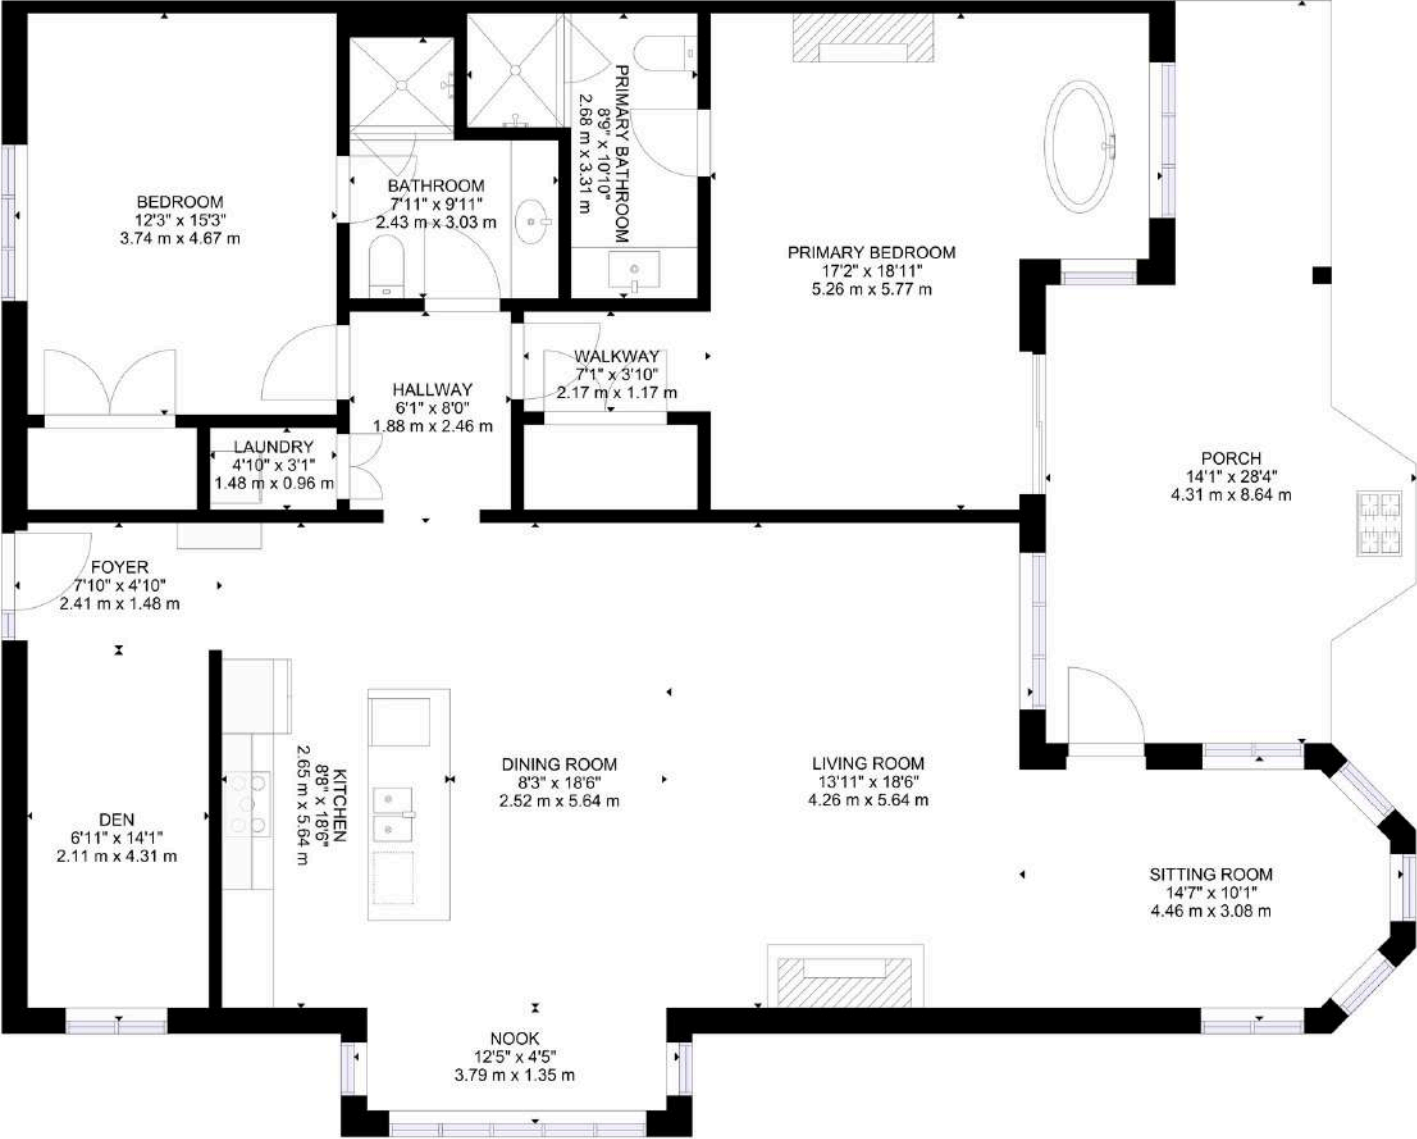 BEDROOM
12'3" x 15'3"
3.74 m x 4.67 m
BATHROOM
7'11" x 9'11"
2.43 m x 3.03 m
PRIMARY BATHROOM
8'9" x 10'10"
2.68 m x 3.31 m
PRIMARY BEDROOM
17'2" x 18'11"
5.26 m x 5.77 m
WALKWAY
7'1" x 3'10"
2.17 m x 1.17 m
HALLWAY
6'1" x 8'0"
1.88 m x 2.46 m
LAUNDRY
4'10" x 3'1"
1.48 m x 0.96 m
PORCH
14'1" x 28'4"
4.31 m x 8.64 m
FOYER
7'10" x 4'10"
2.41 m x 1.48 m
KITCHEN
8'8" x 18'6"
2.65 m x 5.64 m
DINING ROOM
8'3" x 18'6"
2.52 m x 5.64 m
LIVING ROOM
13'11" x 18'6"
4.26 m x 5.64 m
DEN
6'11" x 14'1"
2.11 m x 4.31 m
SITTING ROOM
14'7" x 10'1"
4.46 m x 3.08 m
NOOK
12'5" x 4'5"
3.79 m x 1.35 m